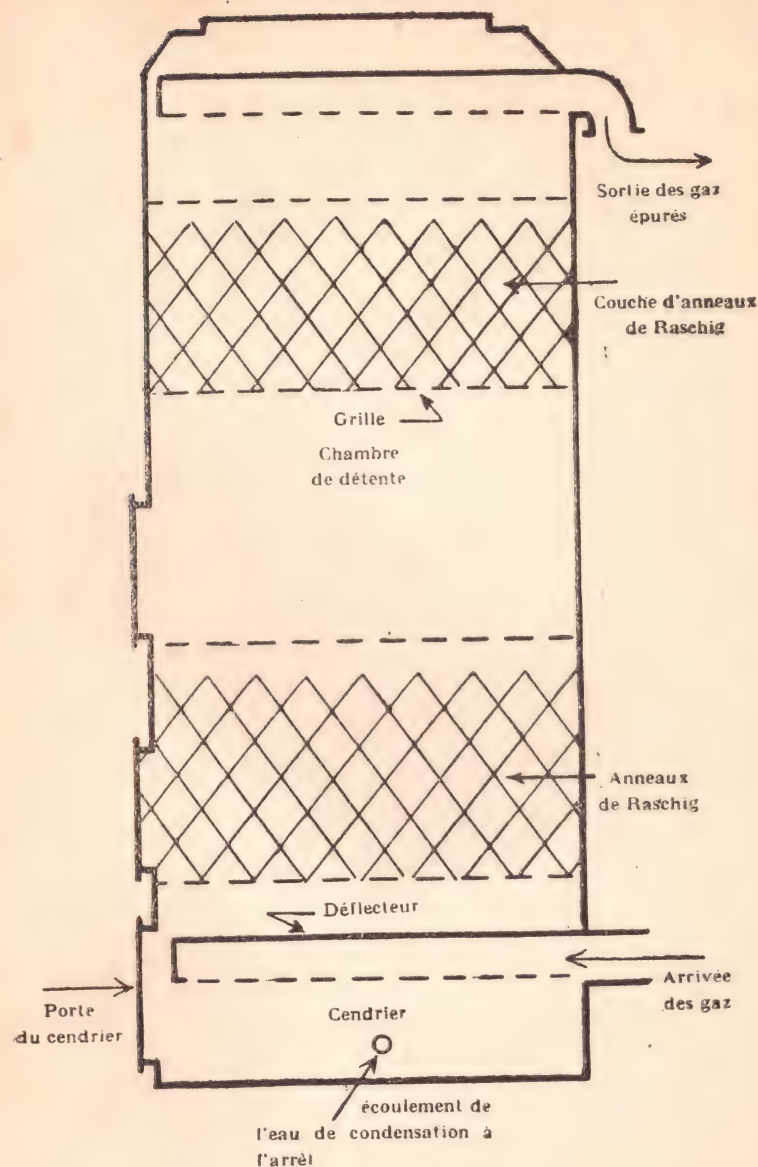 Sortie des gaz
épurés
Couche d'anneaux
de Raschig
Grille
Chambre
de détente
Anneaux
de Raschig
Déflecteur
Arrivée
des gaz
Porte
du cendrier
Cendrier
écoulement de
l'eau de condensation à
l'arrêt